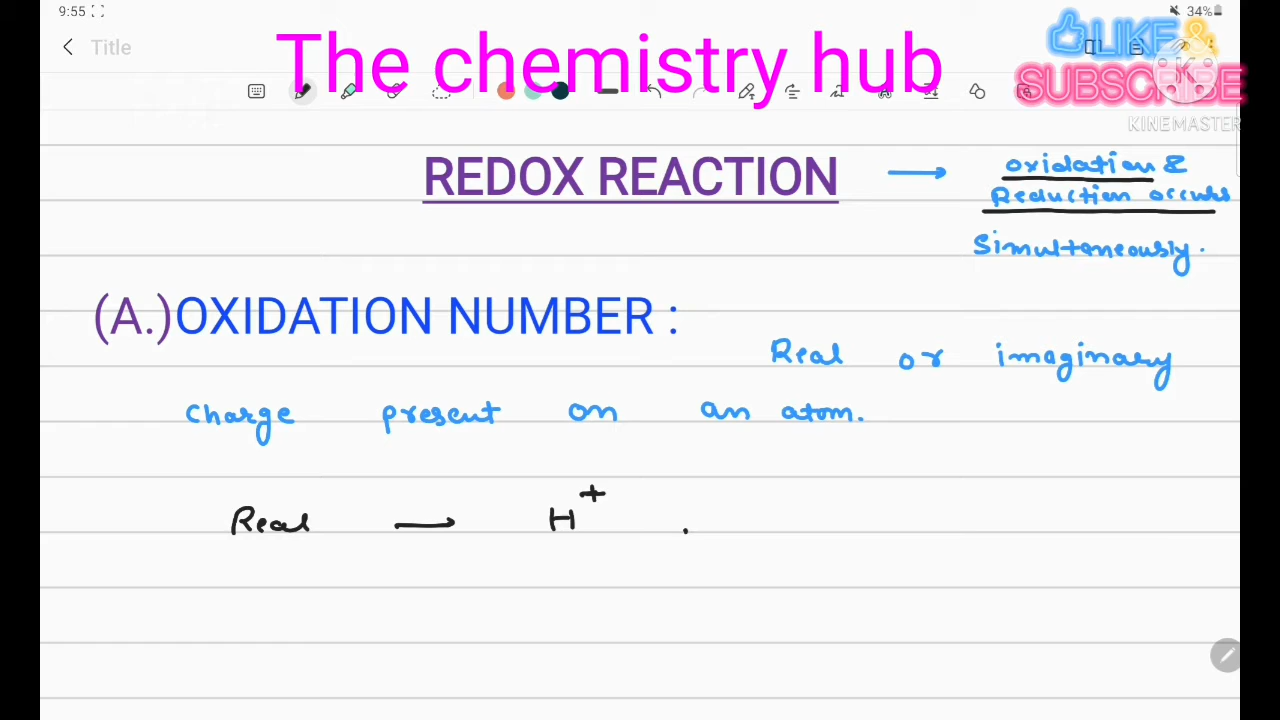 9:55
34%
Title
The chemistry hub
LIKE &
SUBSCRIBE
K
KINEMASTER
REDOX REACTION → oxidation &
Reduction occurs
Simultaneously.
(A.)OXIDATION NUMBER :
Real or imaginary
charge present on an atom.
Real → H⁺ .